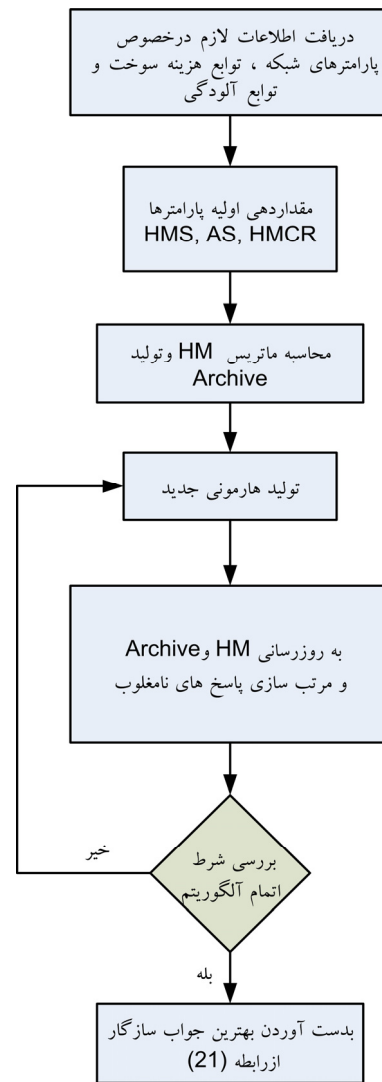 دریافت اطلاعات لازم درخصوص
پارامترهای شبکه ، توابع هزینه سوخت و
توابع آلودگی
مقداردهی اولیه پارامترها
HMS, AS, HMCR
محاسبه ماتریس HM وتولید
Archive
تولید هارمونی جدید
به روزرسانی HM وArchive
و مرتب سازی پاسخ های نامغلوب
بررسی شرط
اتمام آلگوریتم
خیر
بله
بدست آوردن بهترین جواب سازگار
ازرابطه (21)